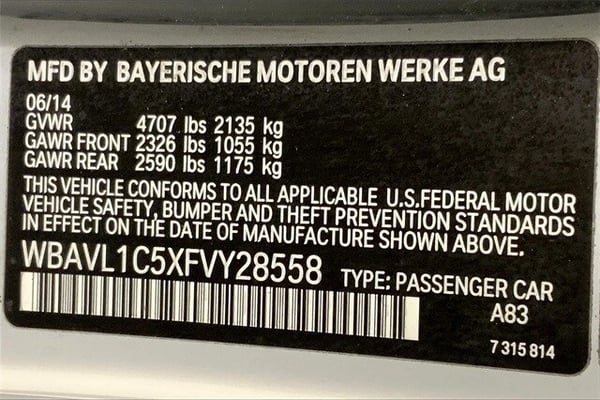 MFD BY BAYERISCHE MOTOREN WERKE AG
06/14
GVWR 4707 lbs 2135 kg
GAWR FRONT 2326 lbs 1055 kg
GAWR REAR 2590 lbs 1175 kg
THIS VEHICLE CONFORMS TO ALL APPLICABLE U.S.FEDERAL MOTOR
VEHICLE SAFETY, BUMPER AND THEFT PREVENTION STANDARDS
IN EFFECT ON THE DATE OF MANUFACTURE SHOWN ABOVE.
WBAVL1C5XFVY28558 TYPE: PASSENGER CAR
A83
7 315 814